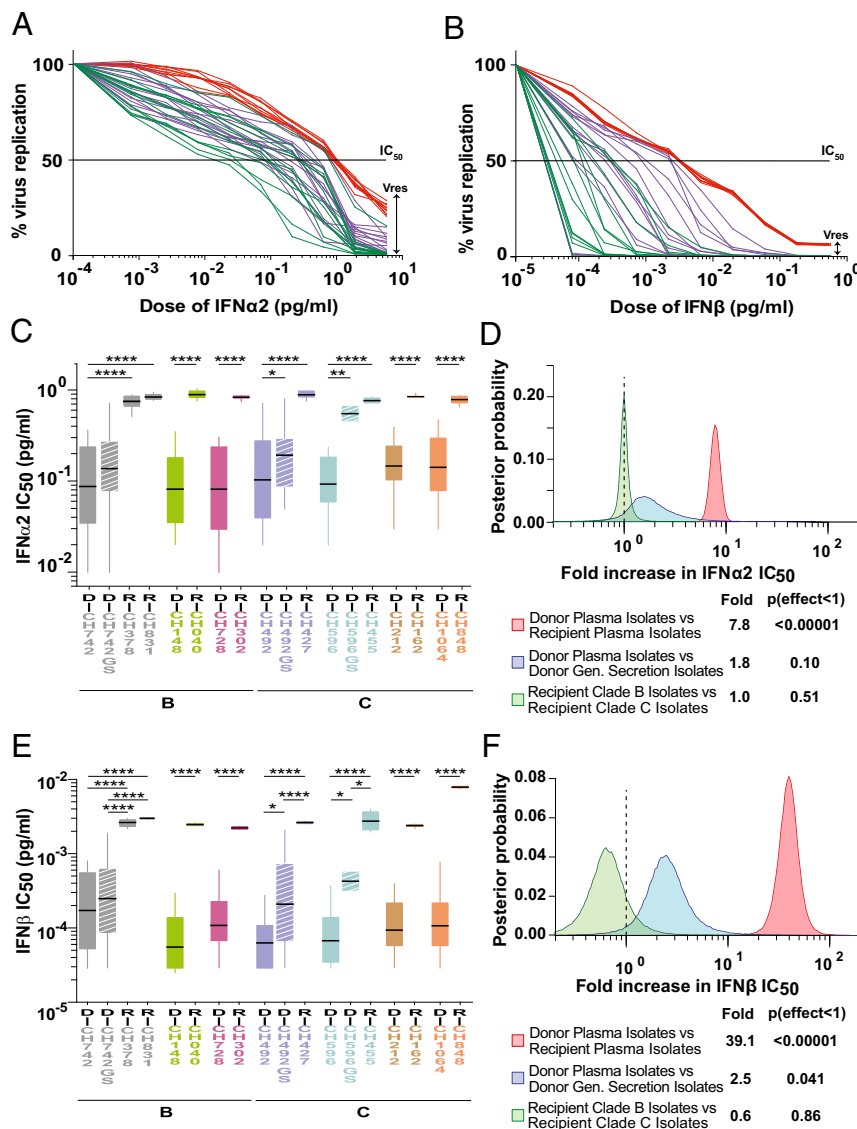 A
% virus replication
100
50
0
IC50
Vres
10-4
10-3
10-2
10-1
100
101
Dose of IFNα2 (pg/ml)
B
% virus replication
100
50
0
IC50
Vres
10-5
10-4
10-3
10-2
10-1
100
Dose of IFNβ (pg/ml)
C
IFNα2 IC50 (pg/ml)
100
10-1
10-2
**** **** **** **** **** **** ****
**** * ** **** ****
D-CH742
D-CH742GS
R-CH378
R-CH831
D-CH148
R-CH040
D-CH728
R-CH302
D-CH492
D-CH492GS
R-CH427
D-CH596
D-CH596GS
R-CH455
D-CH212
R-CH162
D-CH1064
R-CH848
B
C
D
Posterior probability
0.20
0.10
0.00
100
101
102
Fold increase in IFNα2 IC50
Fold p(effect<1)
Donor Plasma Isolates vs
Recipient Plasma Isolates
7.8 <0.00001
Donor Plasma Isolates vs
Donor Gen. Secretion Isolates
1.8 0.10
Recipient Clade B Isolates vs
Recipient Clade C Isolates
1.0 0.51
E
IFNβ IC50 (pg/ml)
10-2
10-3
10-4
10-5
****
****
****
****
****
****
****
****
*
****
*
*
****
****
D-CH742
D-CH742GS
R-CH378
R-CH831
D-CH148
R-CH040
D-CH728
R-CH302
D-CH492
D-CH492GS
R-CH427
D-CH596
D-CH596GS
R-CH455
D-CH212
R-CH162
D-CH1064
R-CH848
B
C
F
Posterior probability
0.08
0.06
0.04
0.02
0.00
100
101
102
Fold increase in IFNβ IC50
Fold p(effect<1)
Donor Plasma Isolates vs
Recipient Plasma Isolates
39.1 <0.00001
Donor Plasma Isolates vs
Donor Gen. Secretion Isolates
2.5 0.041
Recipient Clade B Isolates vs
Recipient Clade C Isolates
0.6 0.86